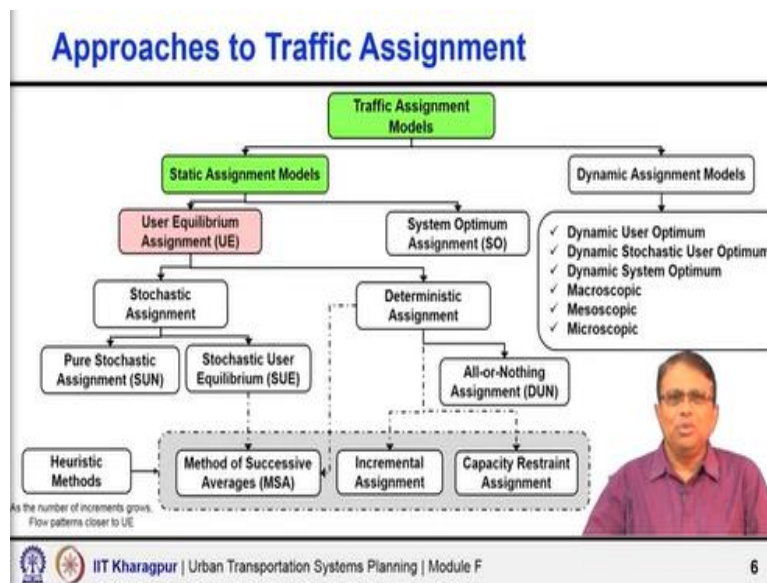 Approaches to Traffic Assignment
Traffic Assignment
Models
Static Assignment Models
Dynamic Assignment Models
User Equilibrium
Assignment (UE)
System Optimum
Assignment (SO)
✓ Dynamic User Optimum
✓ Dynamic Stochastic User Optimum
✓ Dynamic System Optimum
✓ Macroscopic
✓ Mesoscopic
✓ Microscopic
Stochastic
Assignment
Deterministic
Assignment
Pure Stochastic
Assignment (SUN)
Stochastic User
Equilibrium (SUE)
All-or-Nothing
Assignment (DUN)
Heuristic
Methods
Method of Successive
Averages (MSA)
Incremental
Assignment
Capacity Restraint
Assignment
As the number of increments grows,
Flow patterns closer to UE
IIT Kharagpur | Urban Transportation Systems Planning | Module F
6